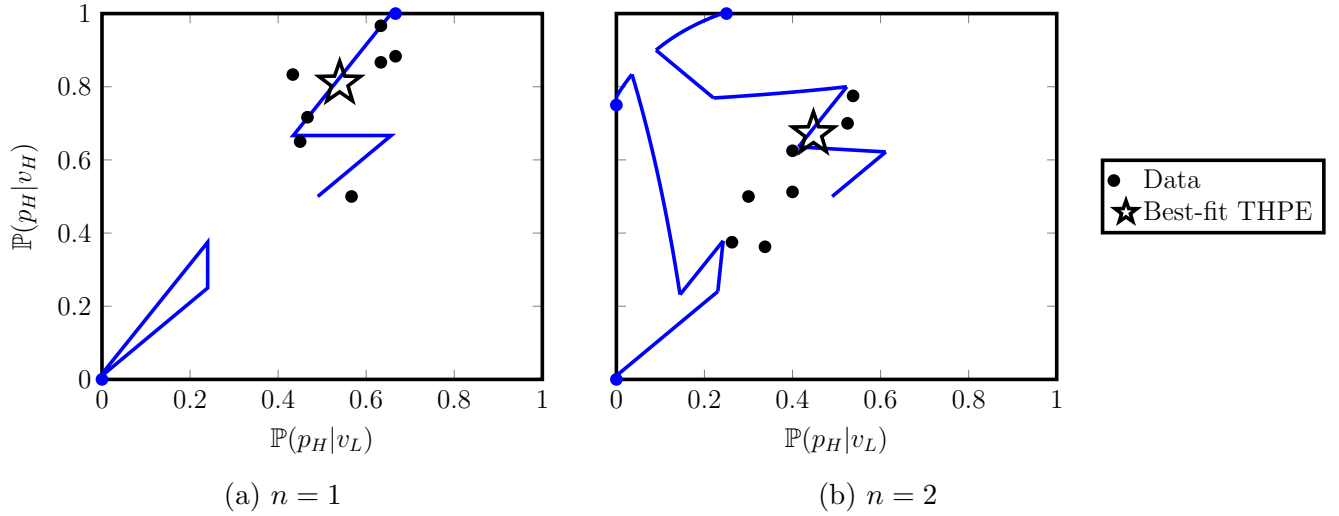 1
0.8
0.6
0.4
0.2
0
ℙ(p_H|v_H)
0 0.2 0.4 0.6 0.8 1
ℙ(p_H|v_L)
(a) n = 1
0 0.2 0.4 0.6 0.8 1
ℙ(p_H|v_L)
(b) n = 2
Data
Best-fit THPE